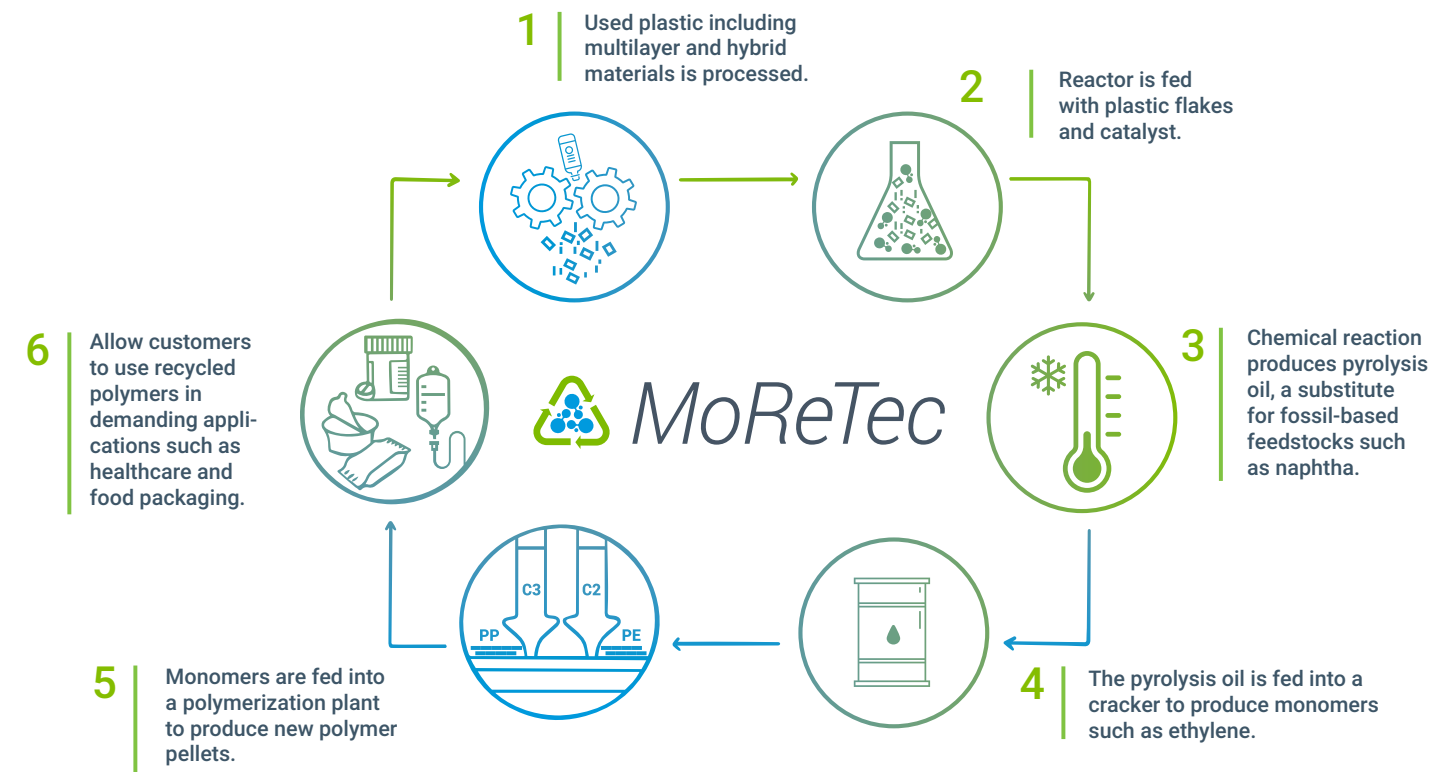 1
Used plastic including
multilayer and hybrid
materials is processed.
2
Reactor is fed
with plastic flakes
and catalyst.
3
Chemical reaction
produces pyrolysis
oil, a substitute
for fossil-based
feedstocks such
as naphtha.
4
The pyrolysis oil is fed into a
cracker to produce monomers
such as ethylene.
5
Monomers are fed into
a polymerization plant
to produce new polymer
pellets.
6
Allow customers
to use recycled
polymers in
demanding appli-
cations such as
healthcare and
food packaging.
MoReTec
C3
C2
PP
PE